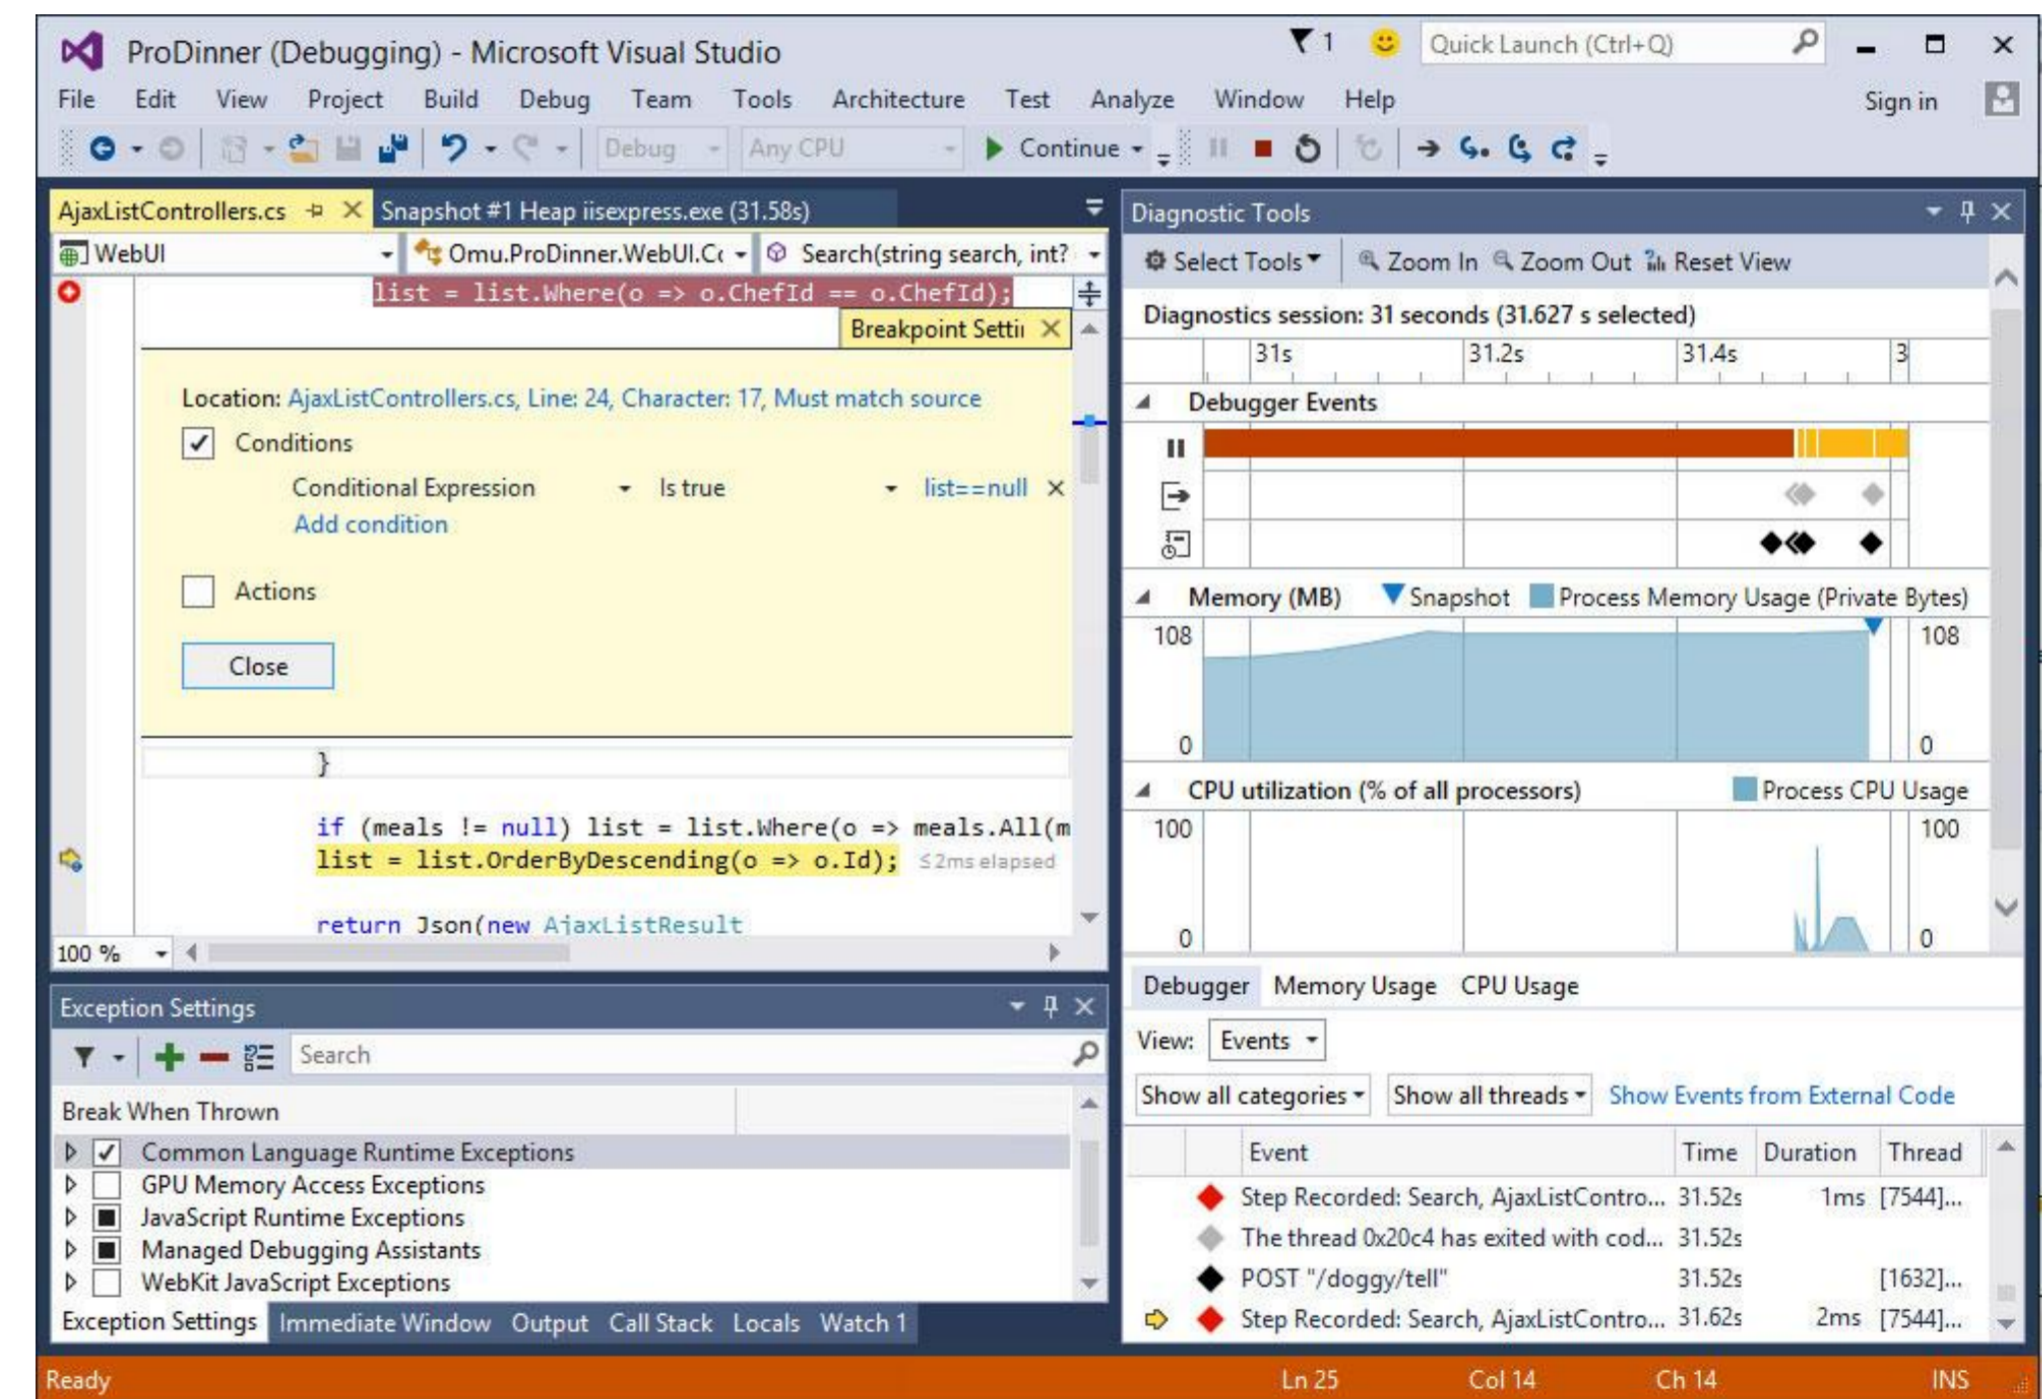 ProDinner (Debugging) - Microsoft Visual Studio
1
Quick Launch (Ctrl+Q)
File Edit View Project Build Debug Team Tools Architecture Test Analyze Window Help
Sign in
Debug Any CPU Continue
AjaxListControllers.cs Snapshot #1 Heap iisexpress.exe (31.58s)
WebUI Omu.ProDinner.WebUI.Cc Search(string search, int?
list = list.Where(o => o.ChefId == o.ChefId);
Breakpoint Settii
Location: AjaxListControllers.cs, Line: 24, Character: 17, Must match source
Conditions
Conditional Expression Is true list==null
Add condition
Actions
Close
}
if (meals != null) list = list.Where(o => meals.All(m
list = list.OrderByDescending(o => o.Id); ≤2ms elapsed
return Json(new AjaxListResult
100 %
Exception Settings
Search
Break When Thrown
Common Language Runtime Exceptions
GPU Memory Access Exceptions
JavaScript Runtime Exceptions
Managed Debugging Assistants
WebKit JavaScript Exceptions
Exception Settings Immediate Window Output Call Stack Locals Watch 1
Diagnostic Tools
Select Tools Zoom In Zoom Out Reset View
Diagnostics session: 31 seconds (31.627 s selected)
31s 31.2s 31.4s 3
Debugger Events
Memory (MB) Snapshot Process Memory Usage (Private Bytes)
108 108
0 0
CPU utilization (% of all processors) Process CPU Usage
100 100
0 0
Debugger Memory Usage CPU Usage
View: Events
Show all categories Show all threads Show Events from External Code
Event Time Duration Thread
Step Recorded: Search, AjaxListContro... 31.52s 1ms [7544]...
The thread 0x20c4 has exited with cod... 31.52s
POST "/doggy/tell" 31.52s [1632]...
Step Recorded: Search, AjaxListContro... 31.62s 2ms [7544]...
Ready Ln 25 Col 14 Ch 14 INS